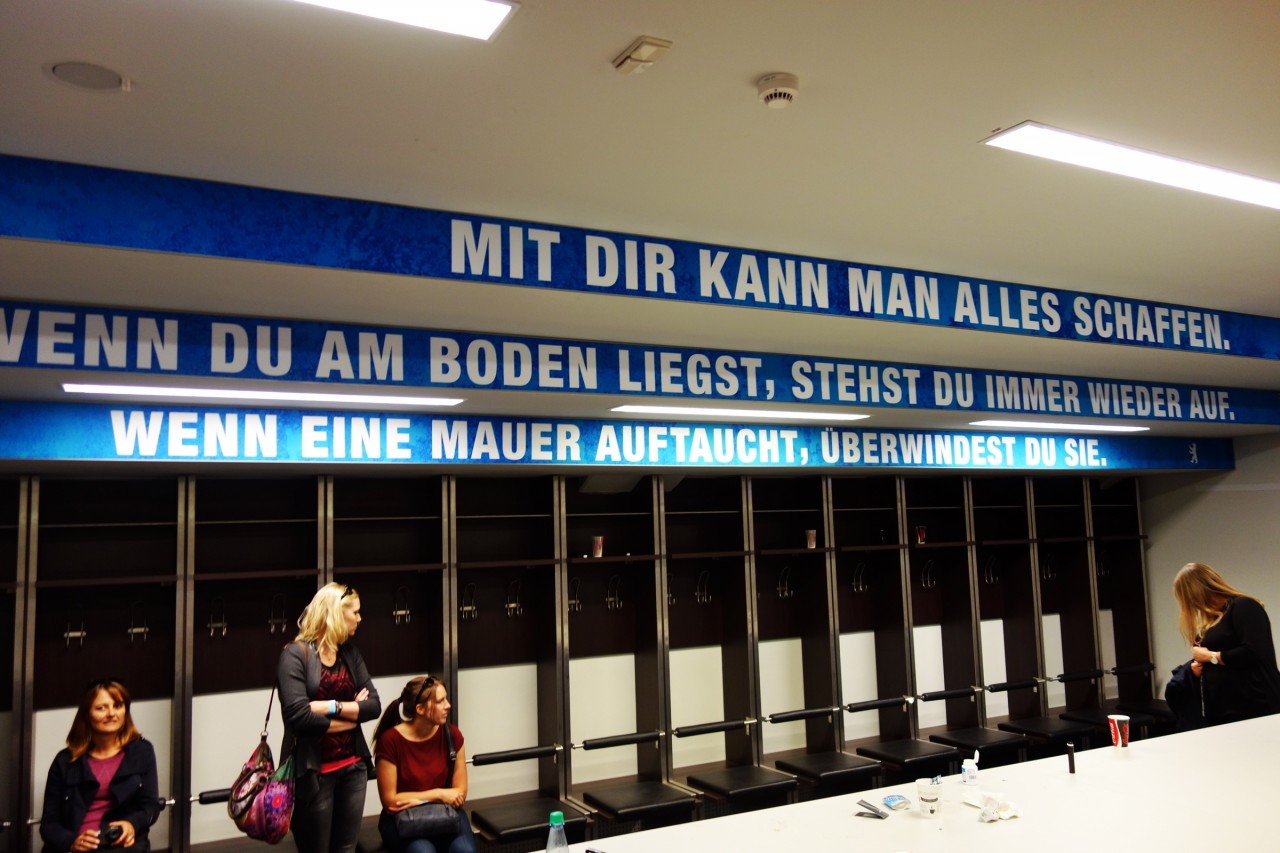 MIT DIR KANN MAN ALLES SCHAFFEN.
WENN DU AM BODEN LIEGST, STEHST DU IMMER WIEDER AUF.
WENN EINE MAUER AUFTAUCHT, ÜBERWINDEST DU SIE.